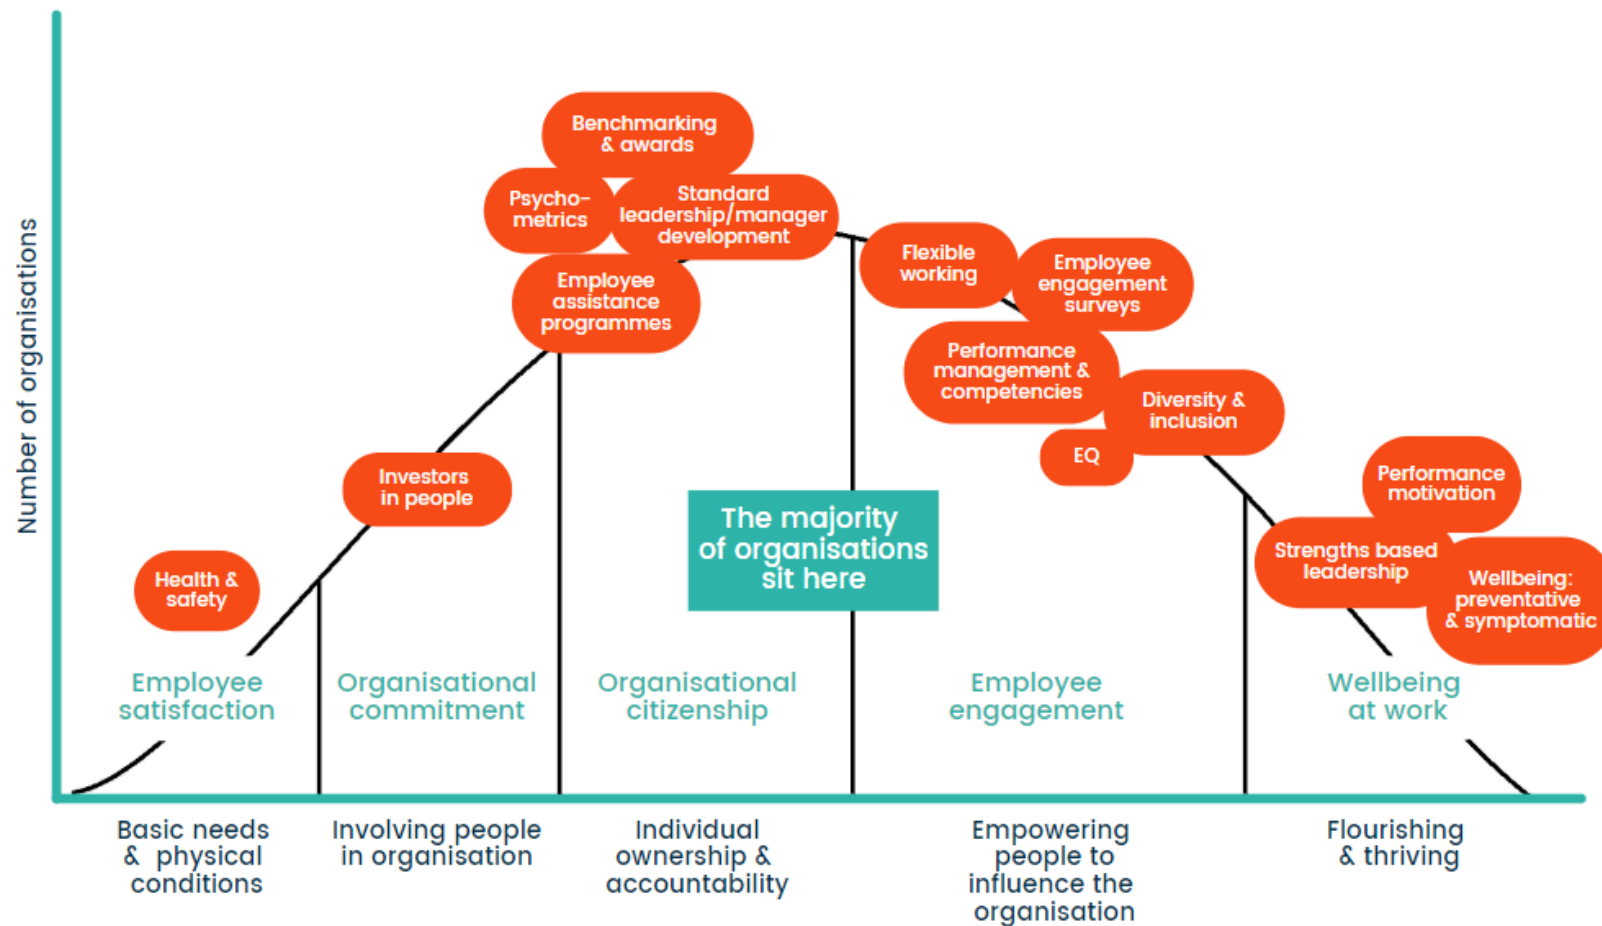 Number of organisations
Benchmarking
& awards
Psycho-
metrics
Standard
leadership/manager
development
Employee
assistance
programmes
Flexible
working
Employee
engagement
surveys
Performance
management &
competencies
Diversity &
inclusion
EQ
Investors
in people
Health &
safety
The majority
of organisations
sit here
Performance
motivation
Strengths based
leadership
Wellbeing:
preventative
& symptomatic
Employee
satisfaction
Organisational
commitment
Organisational
citizenship
Employee
engagement
Wellbeing
at work
Basic needs
& physical
conditions
Involving people
in organisation
Individual
ownership &
accountability
Empowering
people to
influence the
organisation
Flourishing
& thriving